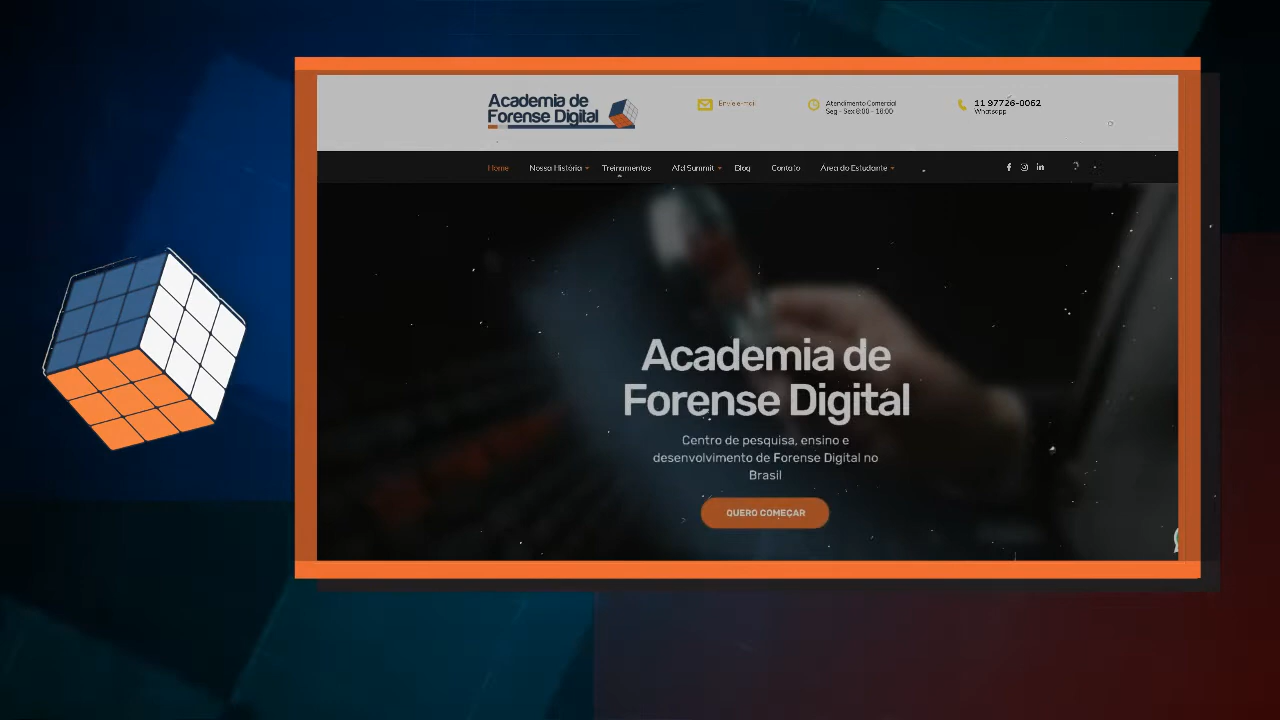 Academia de
Forense Digital
Envie e-mail
Atendimento Comercial
Seg - Sex 8:00 - 18:00
11 97726-0062
Whatsapp
Home Nossa História Treinamentos AFD Summit Blog Contato Área do Estudante
Academia de
Forense Digital
Centro de pesquisa, ensino e
desenvolvimento de Forense Digital no
Brasil
QUERO COMEÇAR